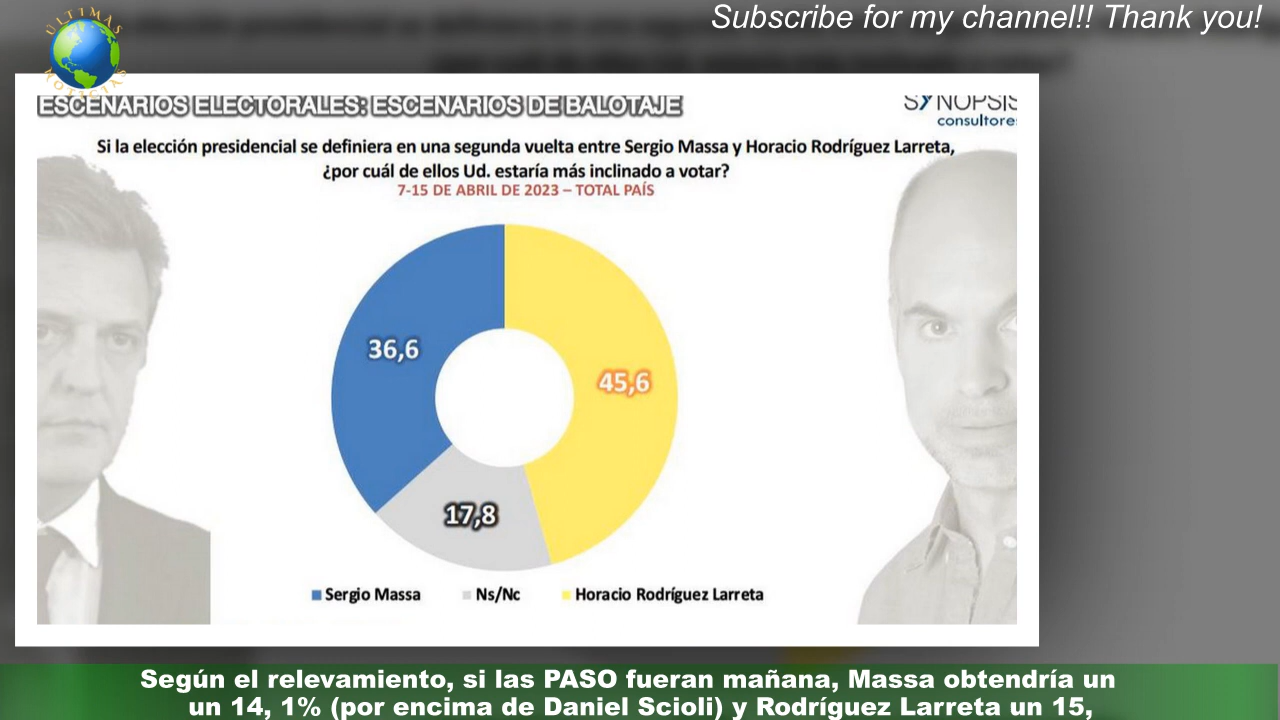 Subscribe for my channel!! Thank you!
ÚLTIMAS
NOTICIAS
ESCENARIOS ELECTORALES: ESCENARIOS DE BALOTAJE
SYNOPSIS
consultores
Si la elección presidencial se definiera en una segunda vuelta entre Sergio Massa y Horacio Rodríguez Larreta,
¿por cuál de ellos Ud. estaría más inclinado a votar?
7-15 DE ABRIL DE 2023 – TOTAL PAÍS
36,6
45,6
17,8
Sergio Massa
Ns/Nc
Horacio Rodríguez Larreta
Según el relevamiento, si las PASO fueran mañana, Massa obtendría un
un 14, 1% (por encima de Daniel Scioli) y Rodríguez Larreta un 15,